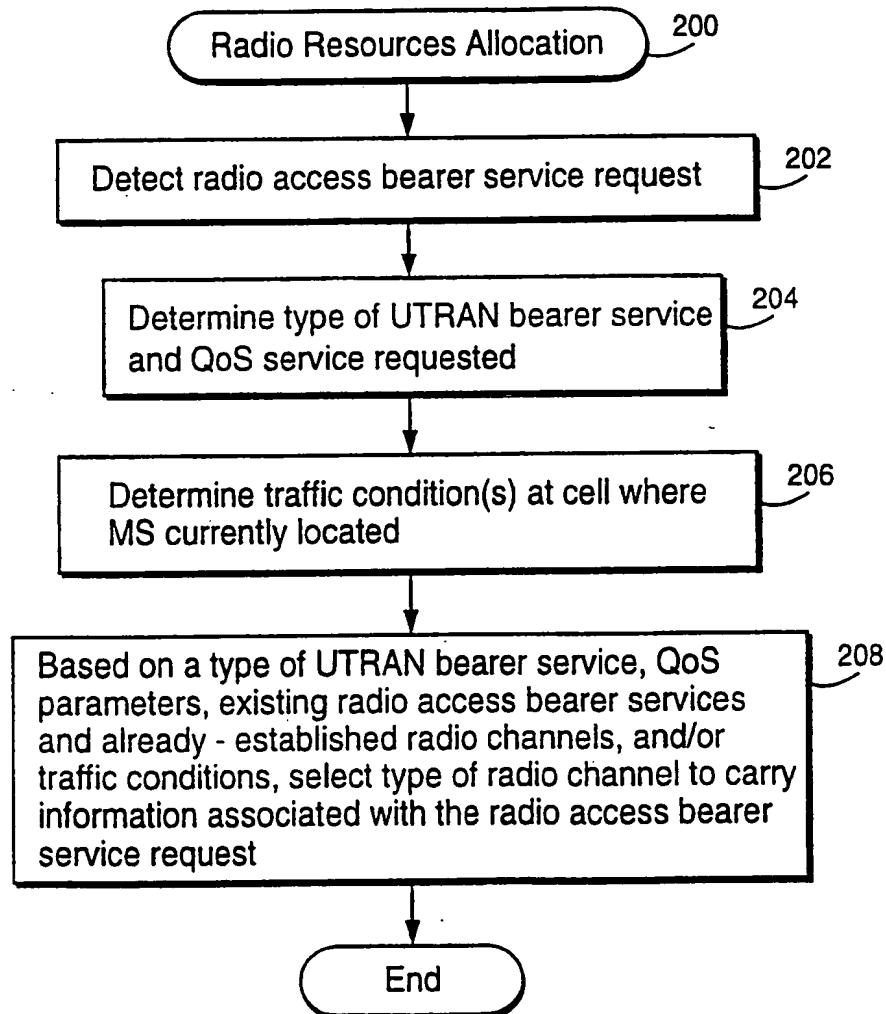 Radio Resources Allocation
200
Detect radio access bearer service request
202
Determine type of UTRAN bearer service
and QoS service requested
204
Determine traffic condition(s) at cell where
MS currently located
206
Based on a type of UTRAN bearer service, QoS
parameters, existing radio access bearer services
and already - established radio channels, and/or
traffic conditions, select type of radio channel to carry
information associated with the radio access bearer
service request
208
End